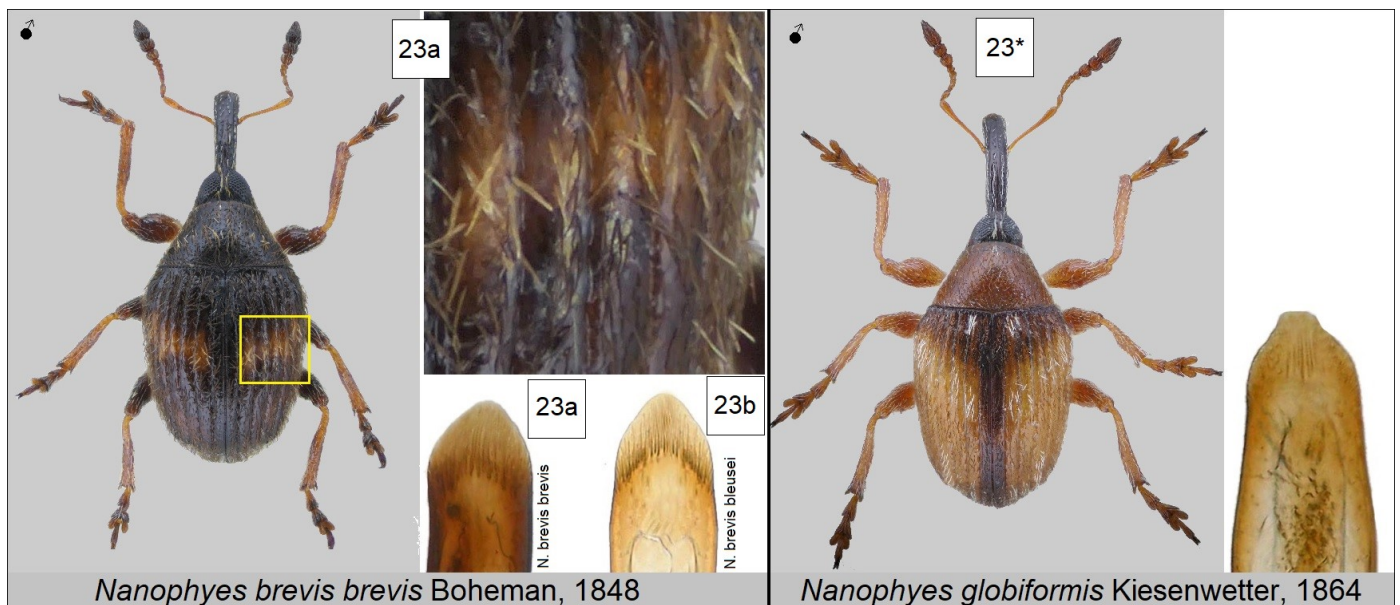 23a
23*
23a
23b
N. brevis brevis
N. brevis bleusei
Nanophyes brevis brevis Boheman, 1848
Nanophyes globiformis Kiesenwetter, 1864